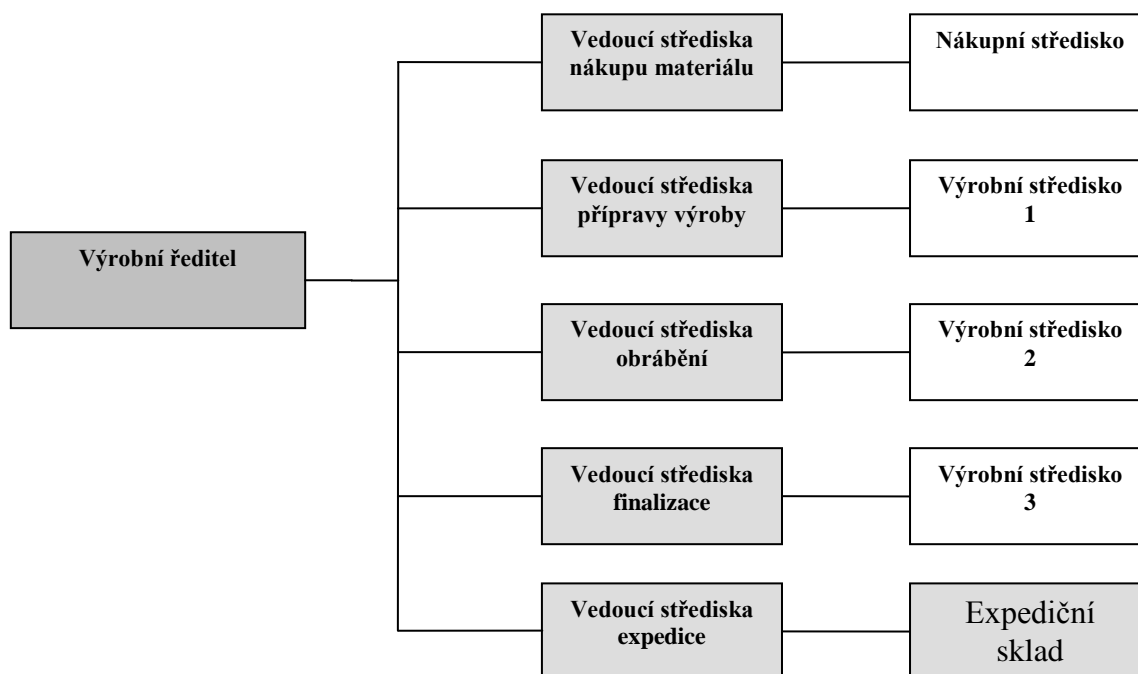 Vedoucí střediska
nákupu materiálu
Nákupní středisko
Vedoucí střediska
přípravy výroby
Výrobní středisko
1
Výrobní ředitel
Vedoucí střediska
obrábění
Výrobní středisko
2
Vedoucí střediska
finalizace
Výrobní středisko
3
Vedoucí střediska
expedice
Expediční
sklad